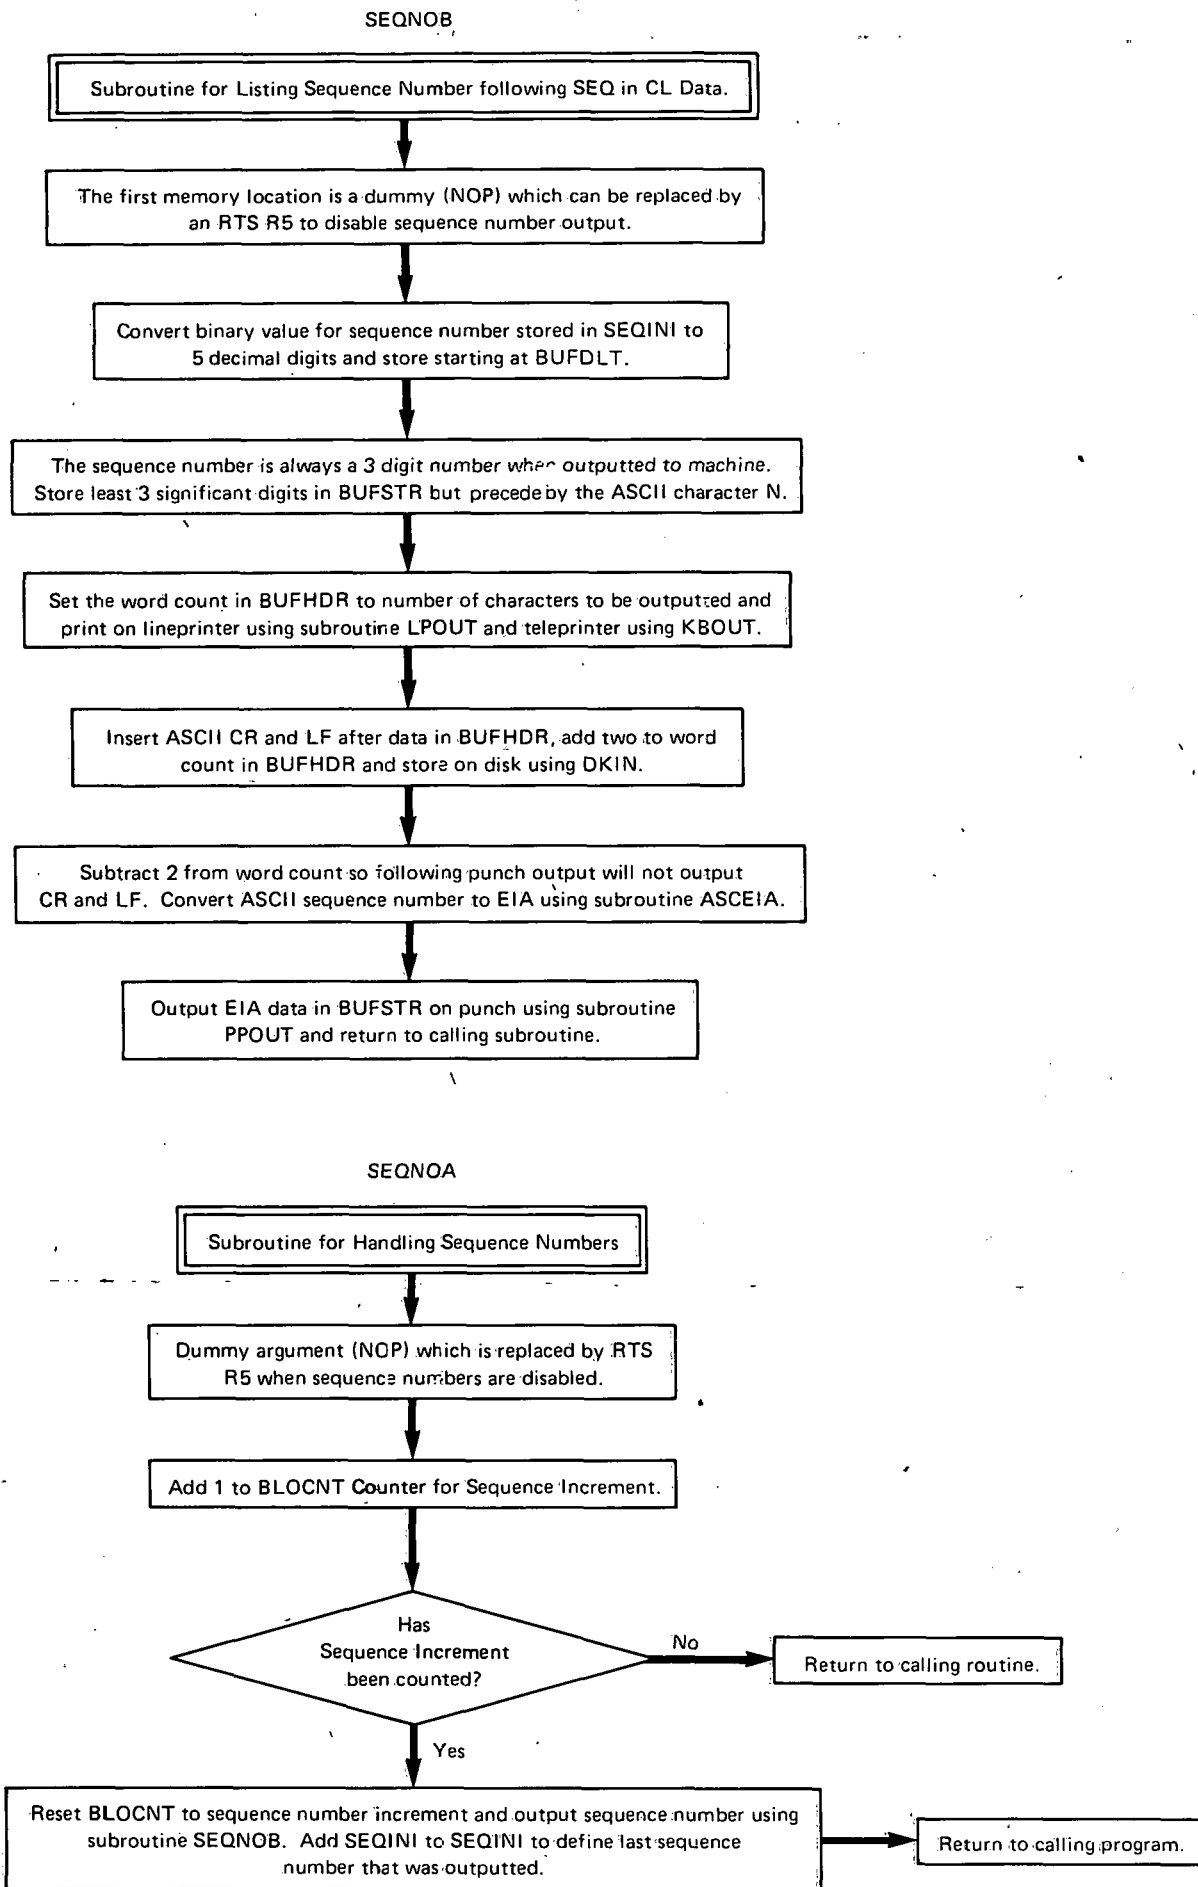 SEQNOB
Subroutine for Listing Sequence Number following SEQ in CL Data.
The first memory location is a dummy (NOP) which can be replaced by
an RTS R5 to disable sequence number output.
Convert binary value for sequence number stored in SEQINI to
5 decimal digits and store starting at BUFDLT.
The sequence number is always a 3 digit number when outputted to machine.
Store least 3 significant digits in BUFSTR but precede by the ASCII character N.
Set the word count in BUFHDR to number of characters to be outputted and
print on lineprinter using subroutine LPOUT and teleprinter using KBOUT.
Insert ASCII CR and LF after data in BUFHDR, add two to word
count in BUFHDR and store on disk using DKIN.
Subtract 2 from word count so following punch output will not output
CR and LF. Convert ASCII sequence number to EIA using subroutine ASCEIA.
Output EIA data in BUFSTR on punch using subroutine
PPOUT and return to calling subroutine.
SEQNOA
Subroutine for Handling Sequence Numbers
Dummy argument (NOP) which is replaced by RTS
R5 when sequence numbers are disabled.
Add 1 to BLOCNT Counter for Sequence Increment.
Has
Sequence Increment
been counted?
No
Return to calling routine.
Yes
Reset BLOCNT to sequence number increment and output sequence number using
subroutine SEQNOB. Add SEQINI to SEQINI to define last sequence
number that was outputted.
Return to calling program.